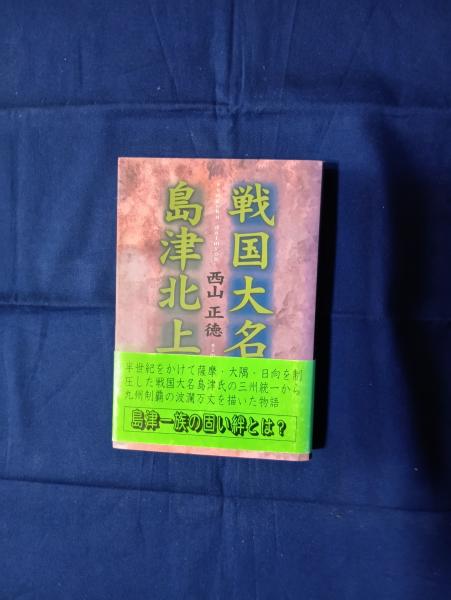 戦国大名
島津北上
西山 正徳
半世紀をかけて薩摩・大隅・日向を制
圧した戦国大名島津氏の三州統一から
九州制覇の波瀾万丈を描いた物語
島津一族の固い絆とは?